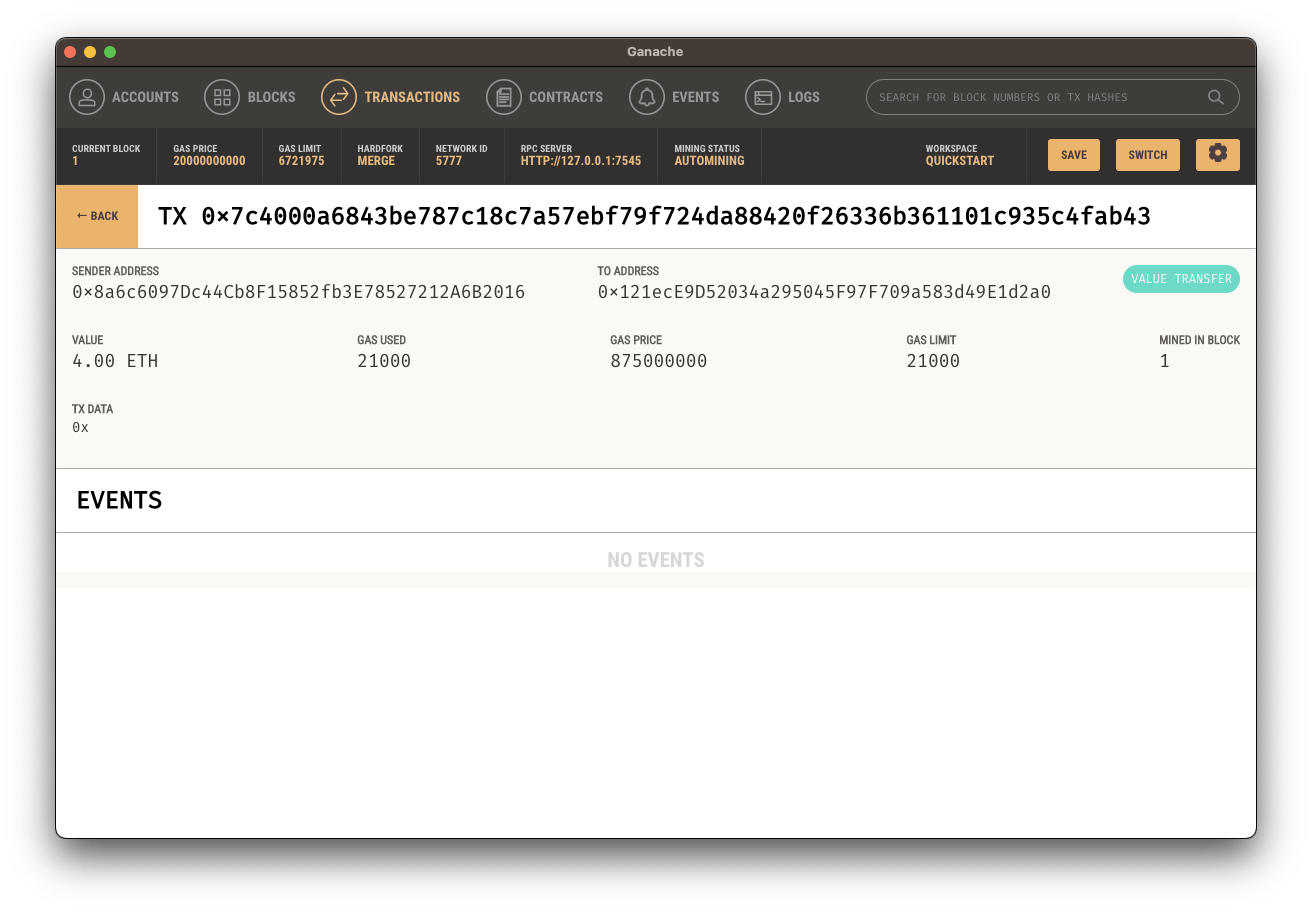 Ganache
ACCOUNTS BLOCKS TRANSACTIONS CONTRACTS EVENTS LOGS SEARCH FOR BLOCK NUMBERS OR TX HASHES
CURRENT BLOCK GAS PRICE GAS LIMIT HARDFORK NETWORK ID RPC SERVER MINING STATUS WORKSPACE
1 20000000000 6721975 MERGE 5777 HTTP://127.0.0.1:7545 AUTOMINING QUICKSTART SAVE SWITCH
← BACK TX 0×7c4000a6843be787c18c7a57ebf79f724da88420f26336b361101c935c4fab43
SENDER ADDRESS TO ADDRESS
0×8a6c6097Dc44Cb8F15852fb3E78527212A6B2016 0×121ecE9D52034a295045F97F709a583d49E1d2a0 VALUE TRANSFER
VALUE GAS USED GAS PRICE GAS LIMIT MINED IN BLOCK
4.00 ETH 21000 875000000 21000 1
TX DATA
0x
EVENTS
NO EVENTS